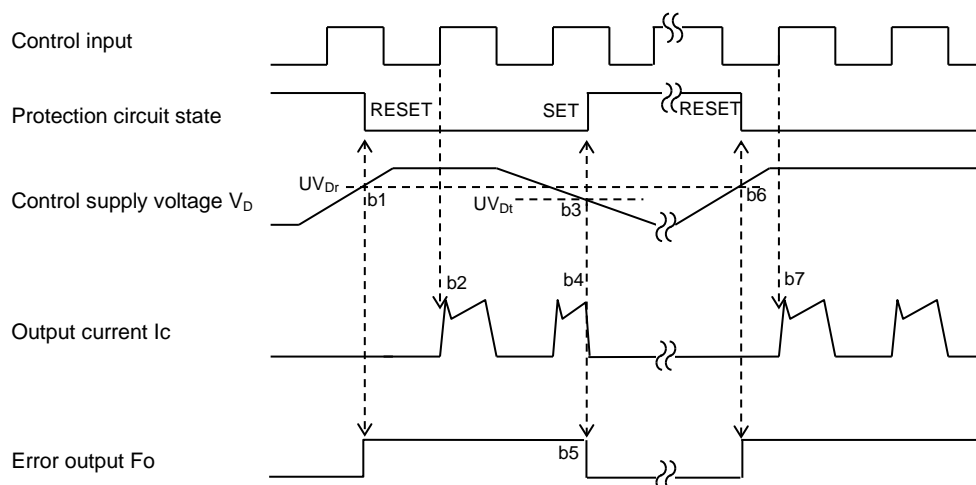 Control input
Protection circuit state
RESET
SET
RESET
Control supply voltage VD
UVDr
b1
UVDt
b3
b6
Output current Ic
b2
b4
b7
Error output Fo
b5